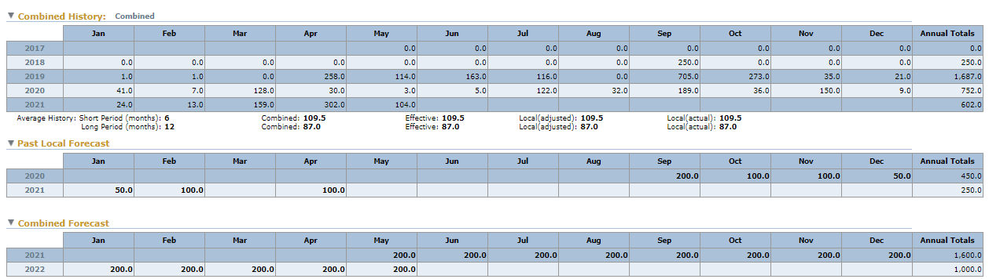 ▼ Combined History: Combined
Jan Feb Mar Apr May Jun Jul Aug Sep Oct Nov Dec Annual Totals
2017 0.0 0.0 0.0 0.0 0.0 0.0 0.0 0.0 0.0
2018 0.0 0.0 0.0 0.0 0.0 0.0 0.0 0.0 250.0 0.0 0.0 0.0 250.0
2019 1.0 1.0 0.0 258.0 114.0 163.0 116.0 0.0 705.0 273.0 35.0 21.0 1,687.0
2020 41.0 7.0 128.0 30.0 3.0 5.0 122.0 32.0 189.0 36.0 150.0 9.0 752.0
2021 24.0 13.0 159.0 302.0 104.0 602.0
Average History: Short Period (months): 6 Combined: 109.5 Effective: 109.5 Local(adjusted): 109.5 Local(actual): 109.5
Long Period (months): 12 Combined: 87.0 Effective: 87.0 Local(adjusted): 87.0 Local(actual): 87.0
▼ Past Local Forecast
Jan Feb Mar Apr May Jun Jul Aug Sep Oct Nov Dec Annual Totals
2020 200.0 100.0 100.0 50.0 450.0
2021 50.0 100.0 100.0 250.0
▼ Combined Forecast
Jan Feb Mar Apr May Jun Jul Aug Sep Oct Nov Dec Annual Totals
2021 200.0 200.0 200.0 200.0 200.0 200.0 200.0 200.0 1,600.0
2022 200.0 200.0 200.0 200.0 200.0 1,000.0